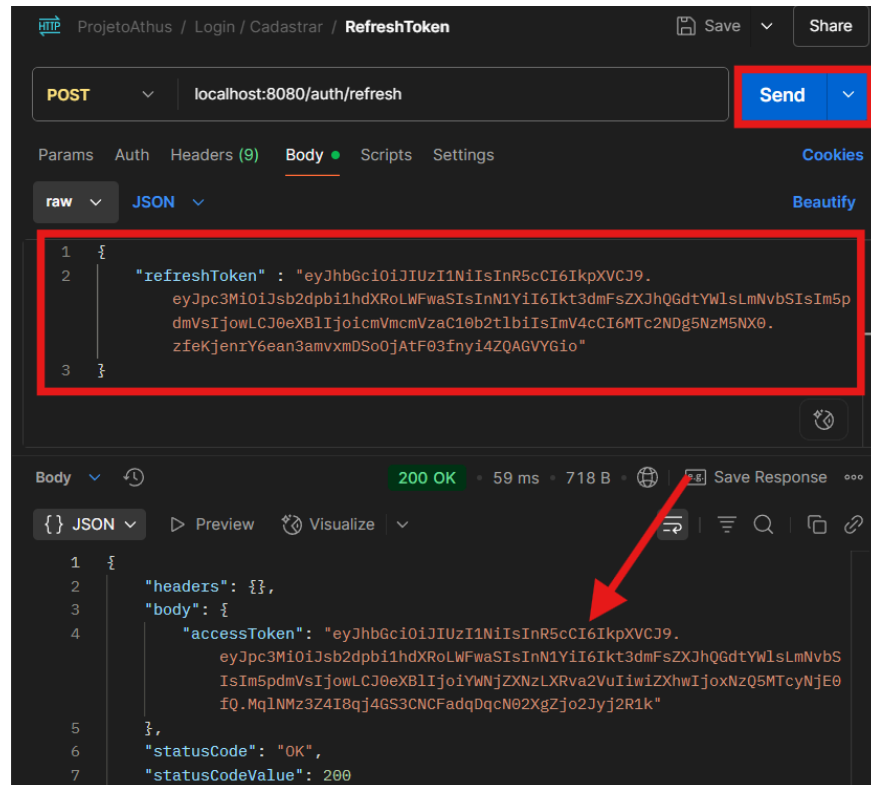 HTTP ProjetoAthus / Login / Cadastrar / RefreshToken Save Share
POST localhost:8080/auth/refresh Send
Params Auth Headers (9) Body Scripts Settings Cookies
raw JSON Beautify
1 {
2 "refreshToken" : "eyJhbGciOiJIUzI1NiIsInR5cCI6IkpXVCJ9.
eyJpc3MiOiJsb2dpbi1hdXRoLWFwaSIsInN1YiI6Ikt3dmFsZXJhQGdtYWlsLmNvbSIsIm5p
dmVsIjowLCJ0eXBlIjoicmVmcmVzaC10b2tlbiIsImV4cCI6MTc2NDg5NzM5NX0.
zfeKjenrY6ean3amvxmDSoOjAtF03fnyi4ZQAGVYGio"
3 }
Body 200 OK 59 ms 718 B e.g. Save Response
{} JSON Preview Visualize
1 {
2 "headers": {},
3 "body": {
4 "accessToken": "eyJhbGciOiJIUzI1NiIsInR5cCI6IkpXVCJ9.
eyJpc3MiOiJsb2dpbi1hdXRoLWFwaSIsInN1YiI6Ikt3dmFsZXJhQGdtYWlsLmNvbS
IsIm5pdmVsIjowLCJ0eXBlIjoiYWNjZXNzLXRva2VuIiwiZXhwIjoxNzQ5MTcyNjE0
fQ.MqlNMz3Z4I8qj4GS3CNCFadqDqcN02XgZjo2Jyj2R1k"
5 },
6 "statusCode": "OK",
7 "statusCodeValue": 200